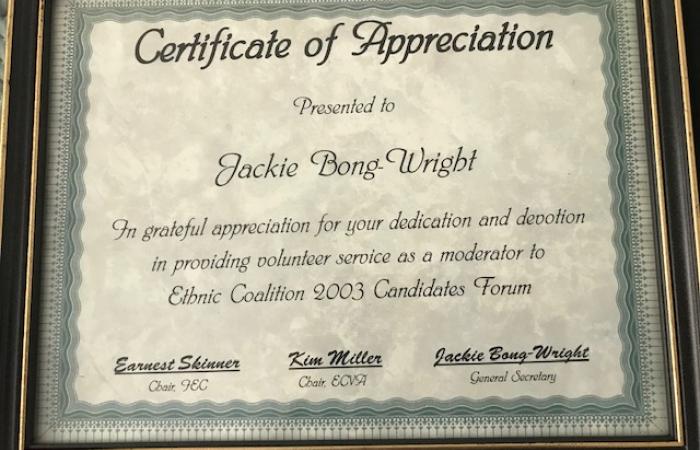 Certificate of Appreciation
Presented to
Jackie Bong-Wright
In grateful appreciation for your dedication and devotion
in providing volunteer service as a moderator to
Ethnic Coalition 2003 Candidates Forum
Earnest Skinner Kim Miller Jackie Bong-Wright
Chair, IEC Chair, ECVA General Secretary